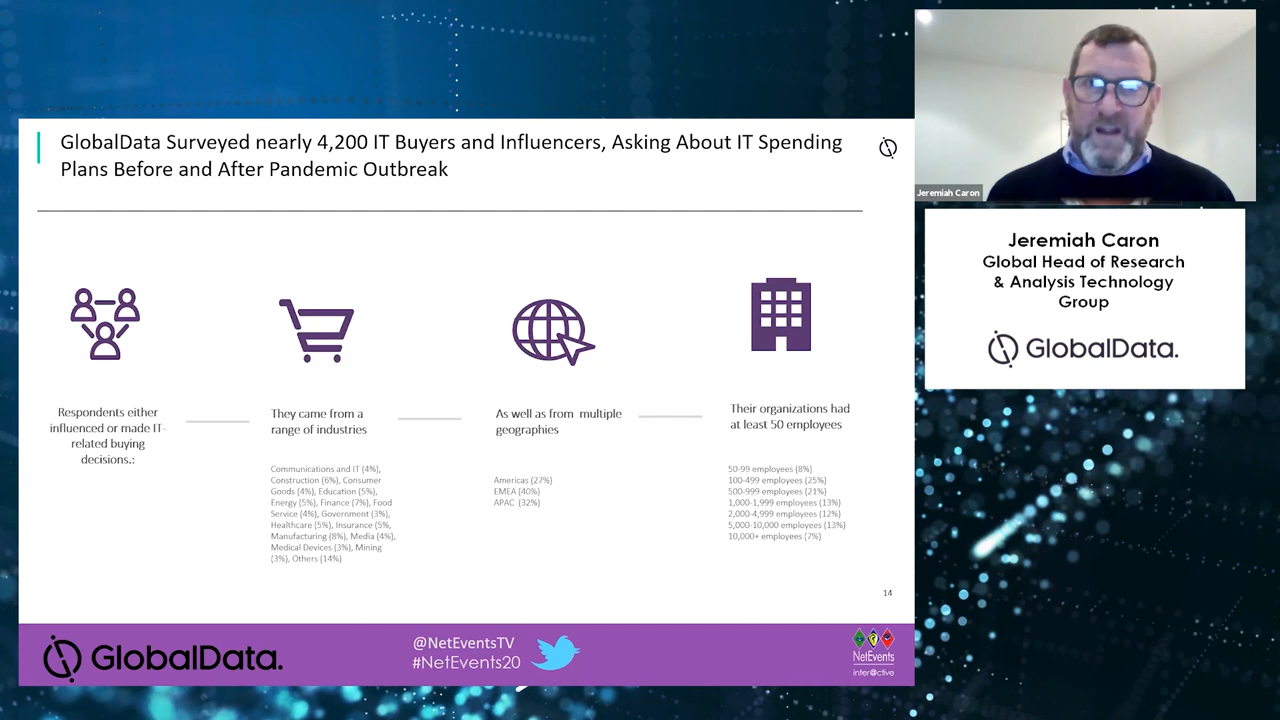 GlobalData Surveyed nearly 4,200 IT Buyers and Influencers, Asking About IT Spending
Plans Before and After Pandemic Outbreak
Respondents either
influenced or made IT-
related buying
decisions.:
They came from a
range of industries
Communications and IT (4%),
Construction (6%), Consumer
Goods (4%), Education (5%),
Energy (5%), Finance (7%), Food
Service (4%), Government (3%),
Healthcare (5%), Insurance (5%,
Manufacturing (8%), Media (4%),
Medical Devices (3%), Mining
(3%), Others (14%)
As well as from multiple
geographies
Americas (27%)
EMEA (40%)
APAC (32%)
Their organizations had
at least 50 employees
50-99 employees (8%)
100-499 employees (25%)
500-999 employees (21%)
1,000-1,999 employees (13%)
2,000-4,999 employees (12%)
5,000-10,000 employees (13%)
10,000+ employees (7%)
14
GlobalData.
@NetEventsTV
#NetEvents20
NetEvents
inter@ctive
Jeremiah Caron
Jeremiah Caron
Global Head of Research
& Analysis Technology
Group
GlobalData.